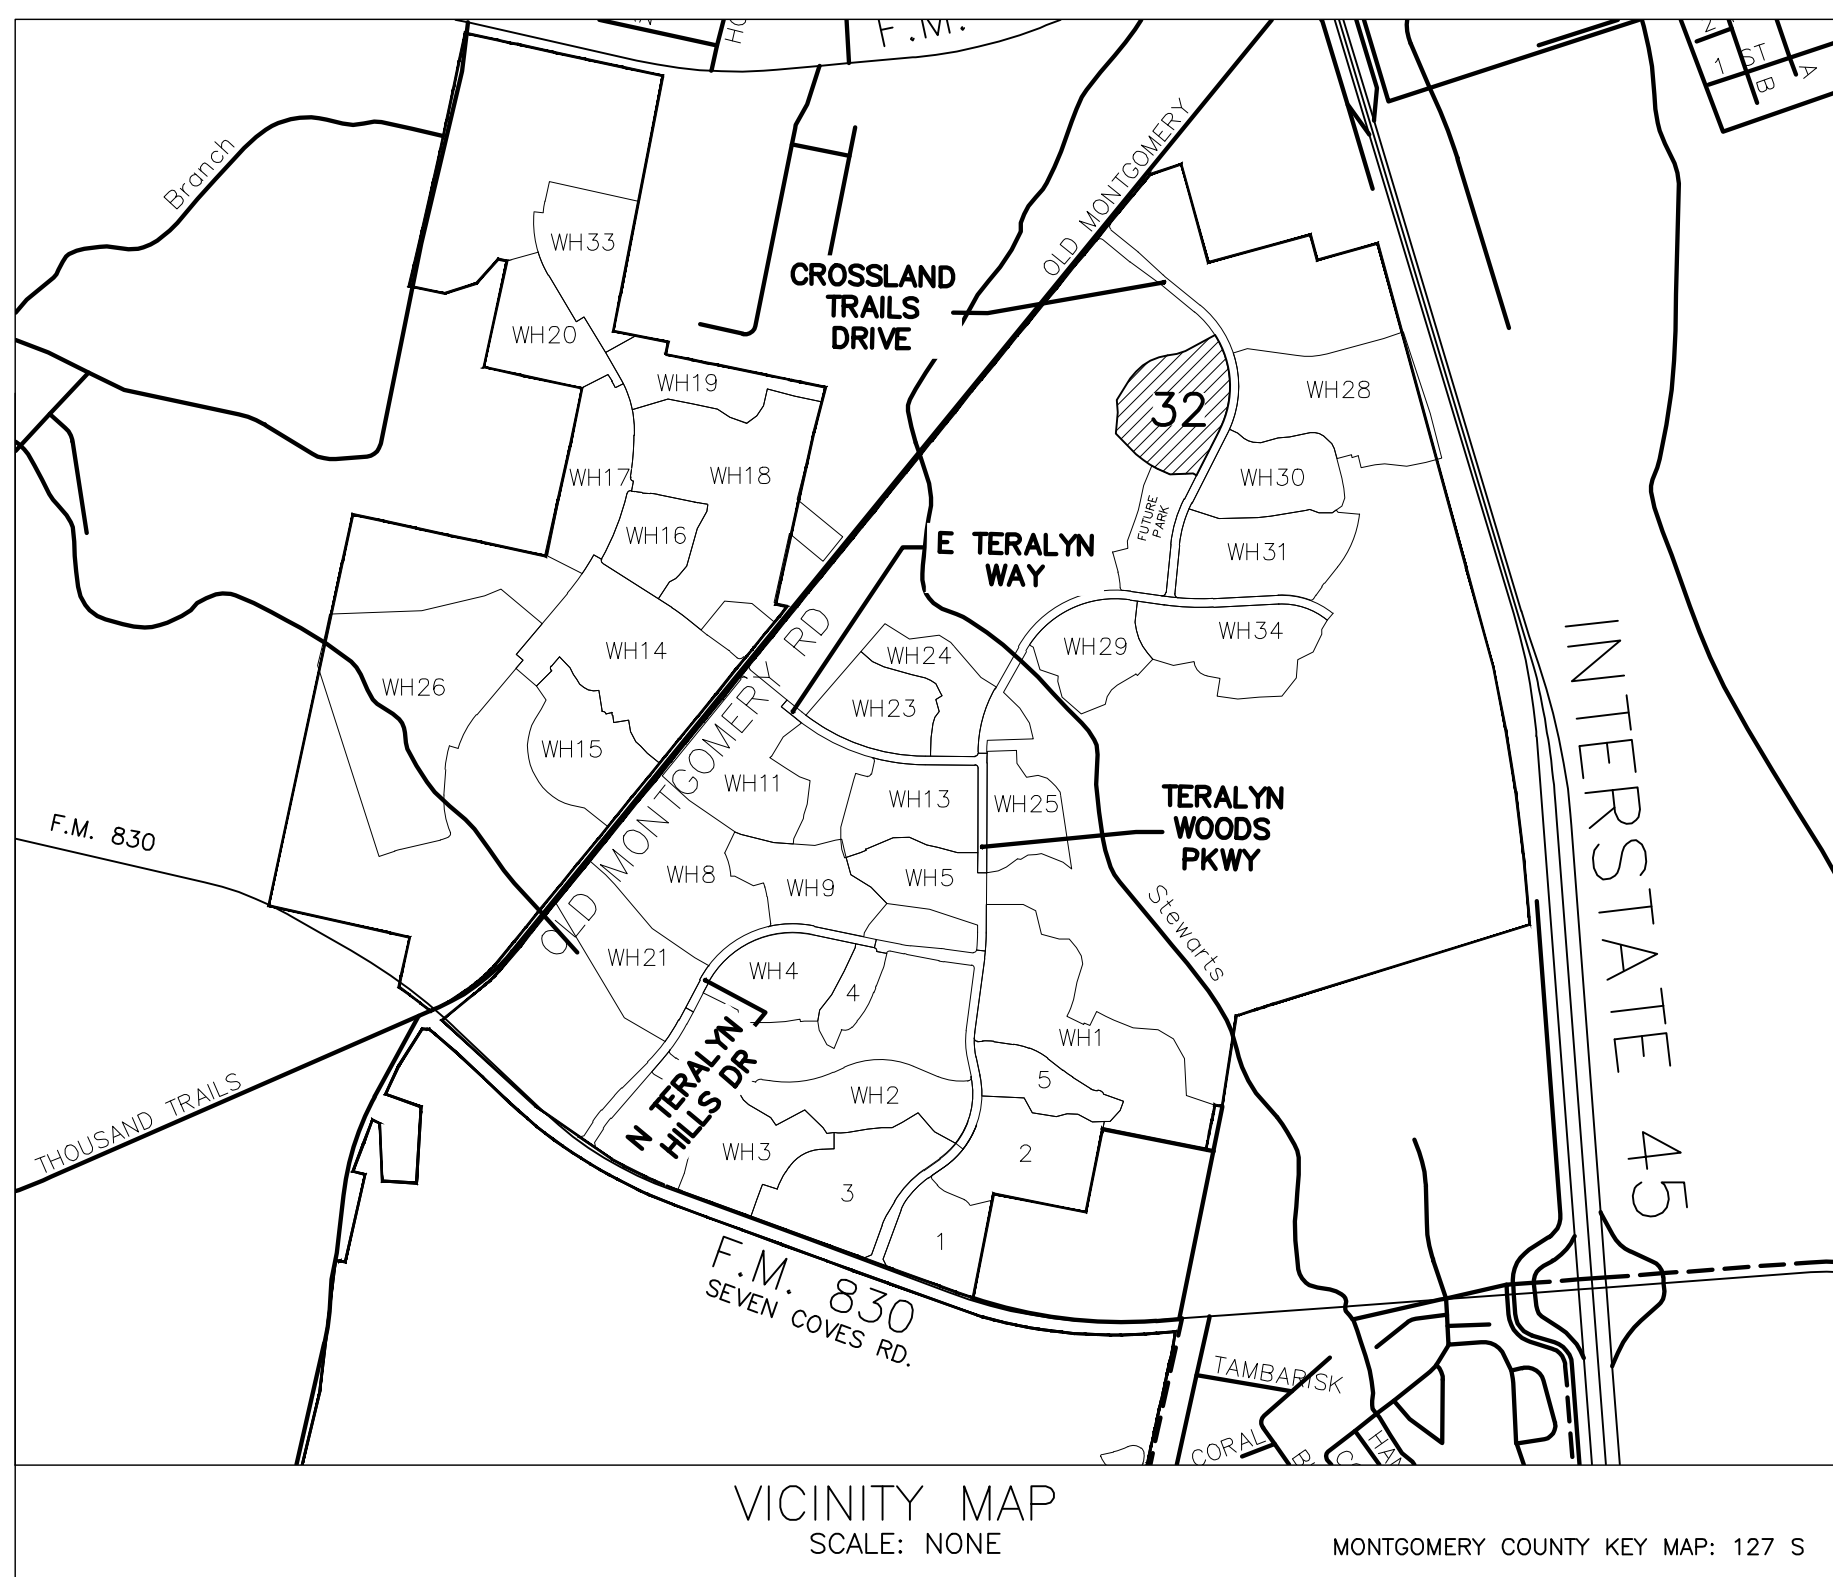 F.M.
1 ST
B
A
Branch
OLD MONTGOMERY
WH33
CROSSLAND
TRAILS
DRIVE
WH20
WH19
WH28
32
WH17
WH18
WH30
FUTURE
PARK
WH16
E TERALYN
WAY
WH31
WH14
WH24
WH29
WH34
WH26
WH23
INTERSTATE 45
WH15
OLD MONTGOMERY RD
WH11
WH13
WH25
TERALYN
WOODS
PKWY
F.M. 830
WH8
WH9
WH5
Stewarts
WH21
WH4
4
WH1
N TERALYN
HILLS DR
5
WH2
THOUSAND TRAILS
WH3
2
3
1
F.M. 830
SEVEN COVES RD.
TAMBARISK
CORAL
VICINITY MAP
SCALE: NONE
MONTGOMERY COUNTY KEY MAP: 127 S